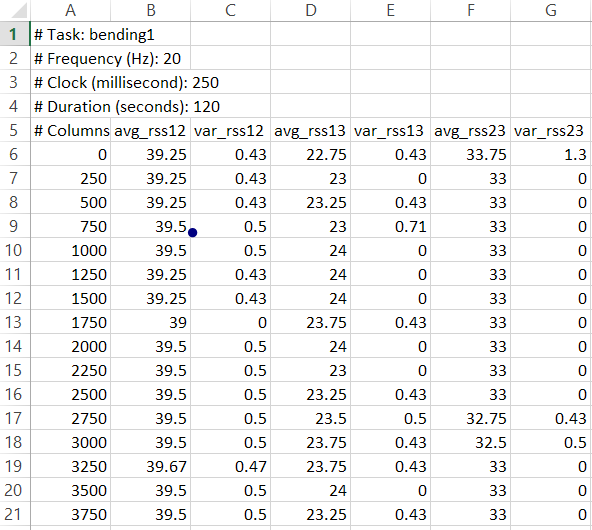 A B C D E F G
1 # Task: bending1
2 # Frequency (Hz): 20
3 # Clock (millisecond): 250
4 # Duration (seconds): 120
5 # Columns avg_rss12 var_rss12 avg_rss13 var_rss13 avg_rss23 var_rss23
6 0 39.25 0.43 22.75 0.43 33.75 1.3
7 250 39.25 0.43 23 0 33 0
8 500 39.25 0.43 23.25 0.43 33 0
9 750 39.5 0.5 23 0.71 33 0
10 1000 39.5 0.5 24 0 33 0
11 1250 39.25 0.43 24 0 33 0
12 1500 39.25 0.43 24 0 33 0
13 1750 39 0 23.75 0.43 33 0
14 2000 39.5 0.5 24 0 33 0
15 2250 39.5 0.5 23 0 33 0
16 2500 39.5 0.5 23.25 0.43 33 0
17 2750 39.5 0.5 23.5 0.5 32.75 0.43
18 3000 39.5 0.5 23.75 0.43 32.5 0.5
19 3250 39.67 0.47 23.75 0.43 33 0
20 3500 39.5 0.5 24 0 33 0
21 3750 39.5 0.5 23.25 0.43 33 0